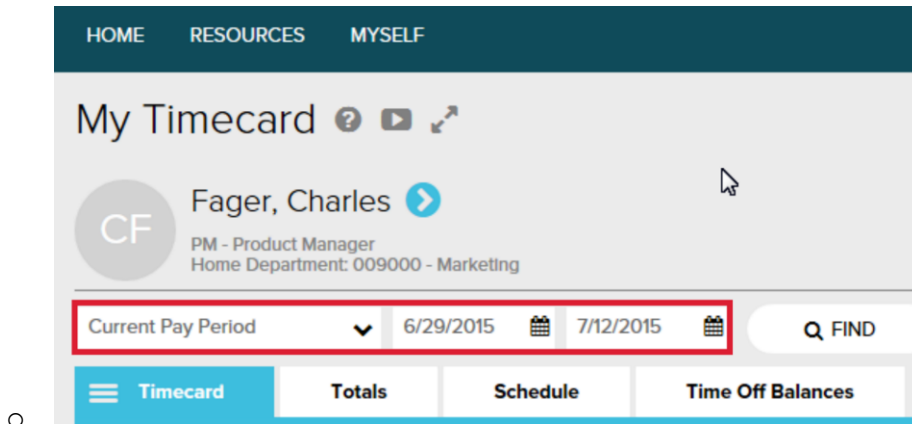 HOME RESOURCES MYSELF
My Timecard
CF
Fager, Charles
PM - Product Manager
Home Department: 009000 - Marketing
Current Pay Period 6/29/2015 7/12/2015 FIND
Timecard Totals Schedule Time Off Balances